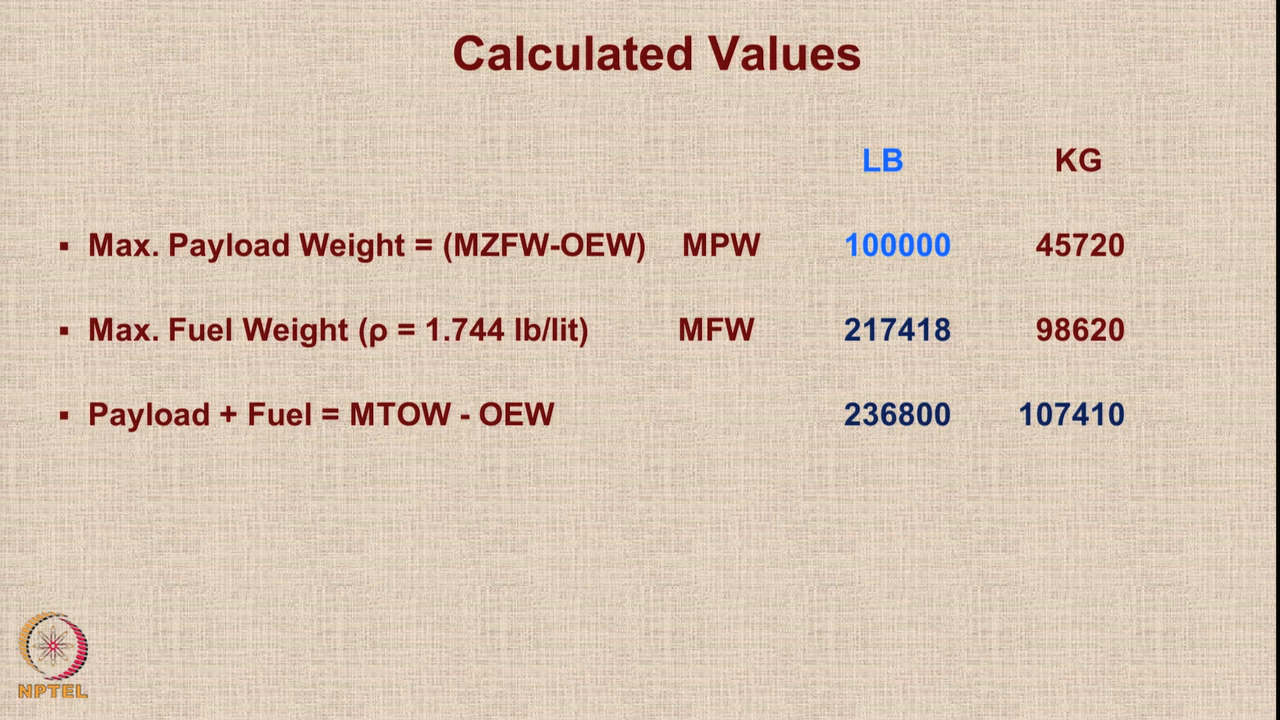 Calculated Values
LB KG
▪ Max. Payload Weight = (MZFW-OEW) MPW 100000 45720
▪ Max. Fuel Weight (ρ = 1.744 lb/lit) MFW 217418 98620
▪ Payload + Fuel = MTOW - OEW 236800 107410
NPTEL